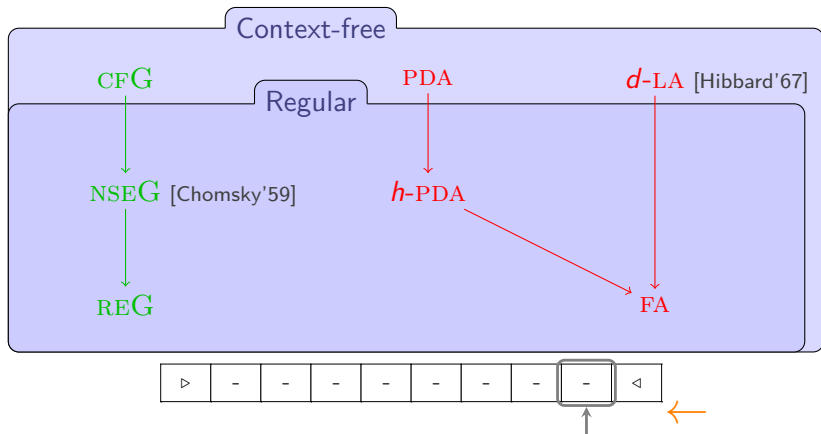 Context-free
CFG PDA d-LA [Hibbard'67]
Regular
NSEG [Chomsky'59] h-PDA
REG FA
▷ - - - - - - - - ◁